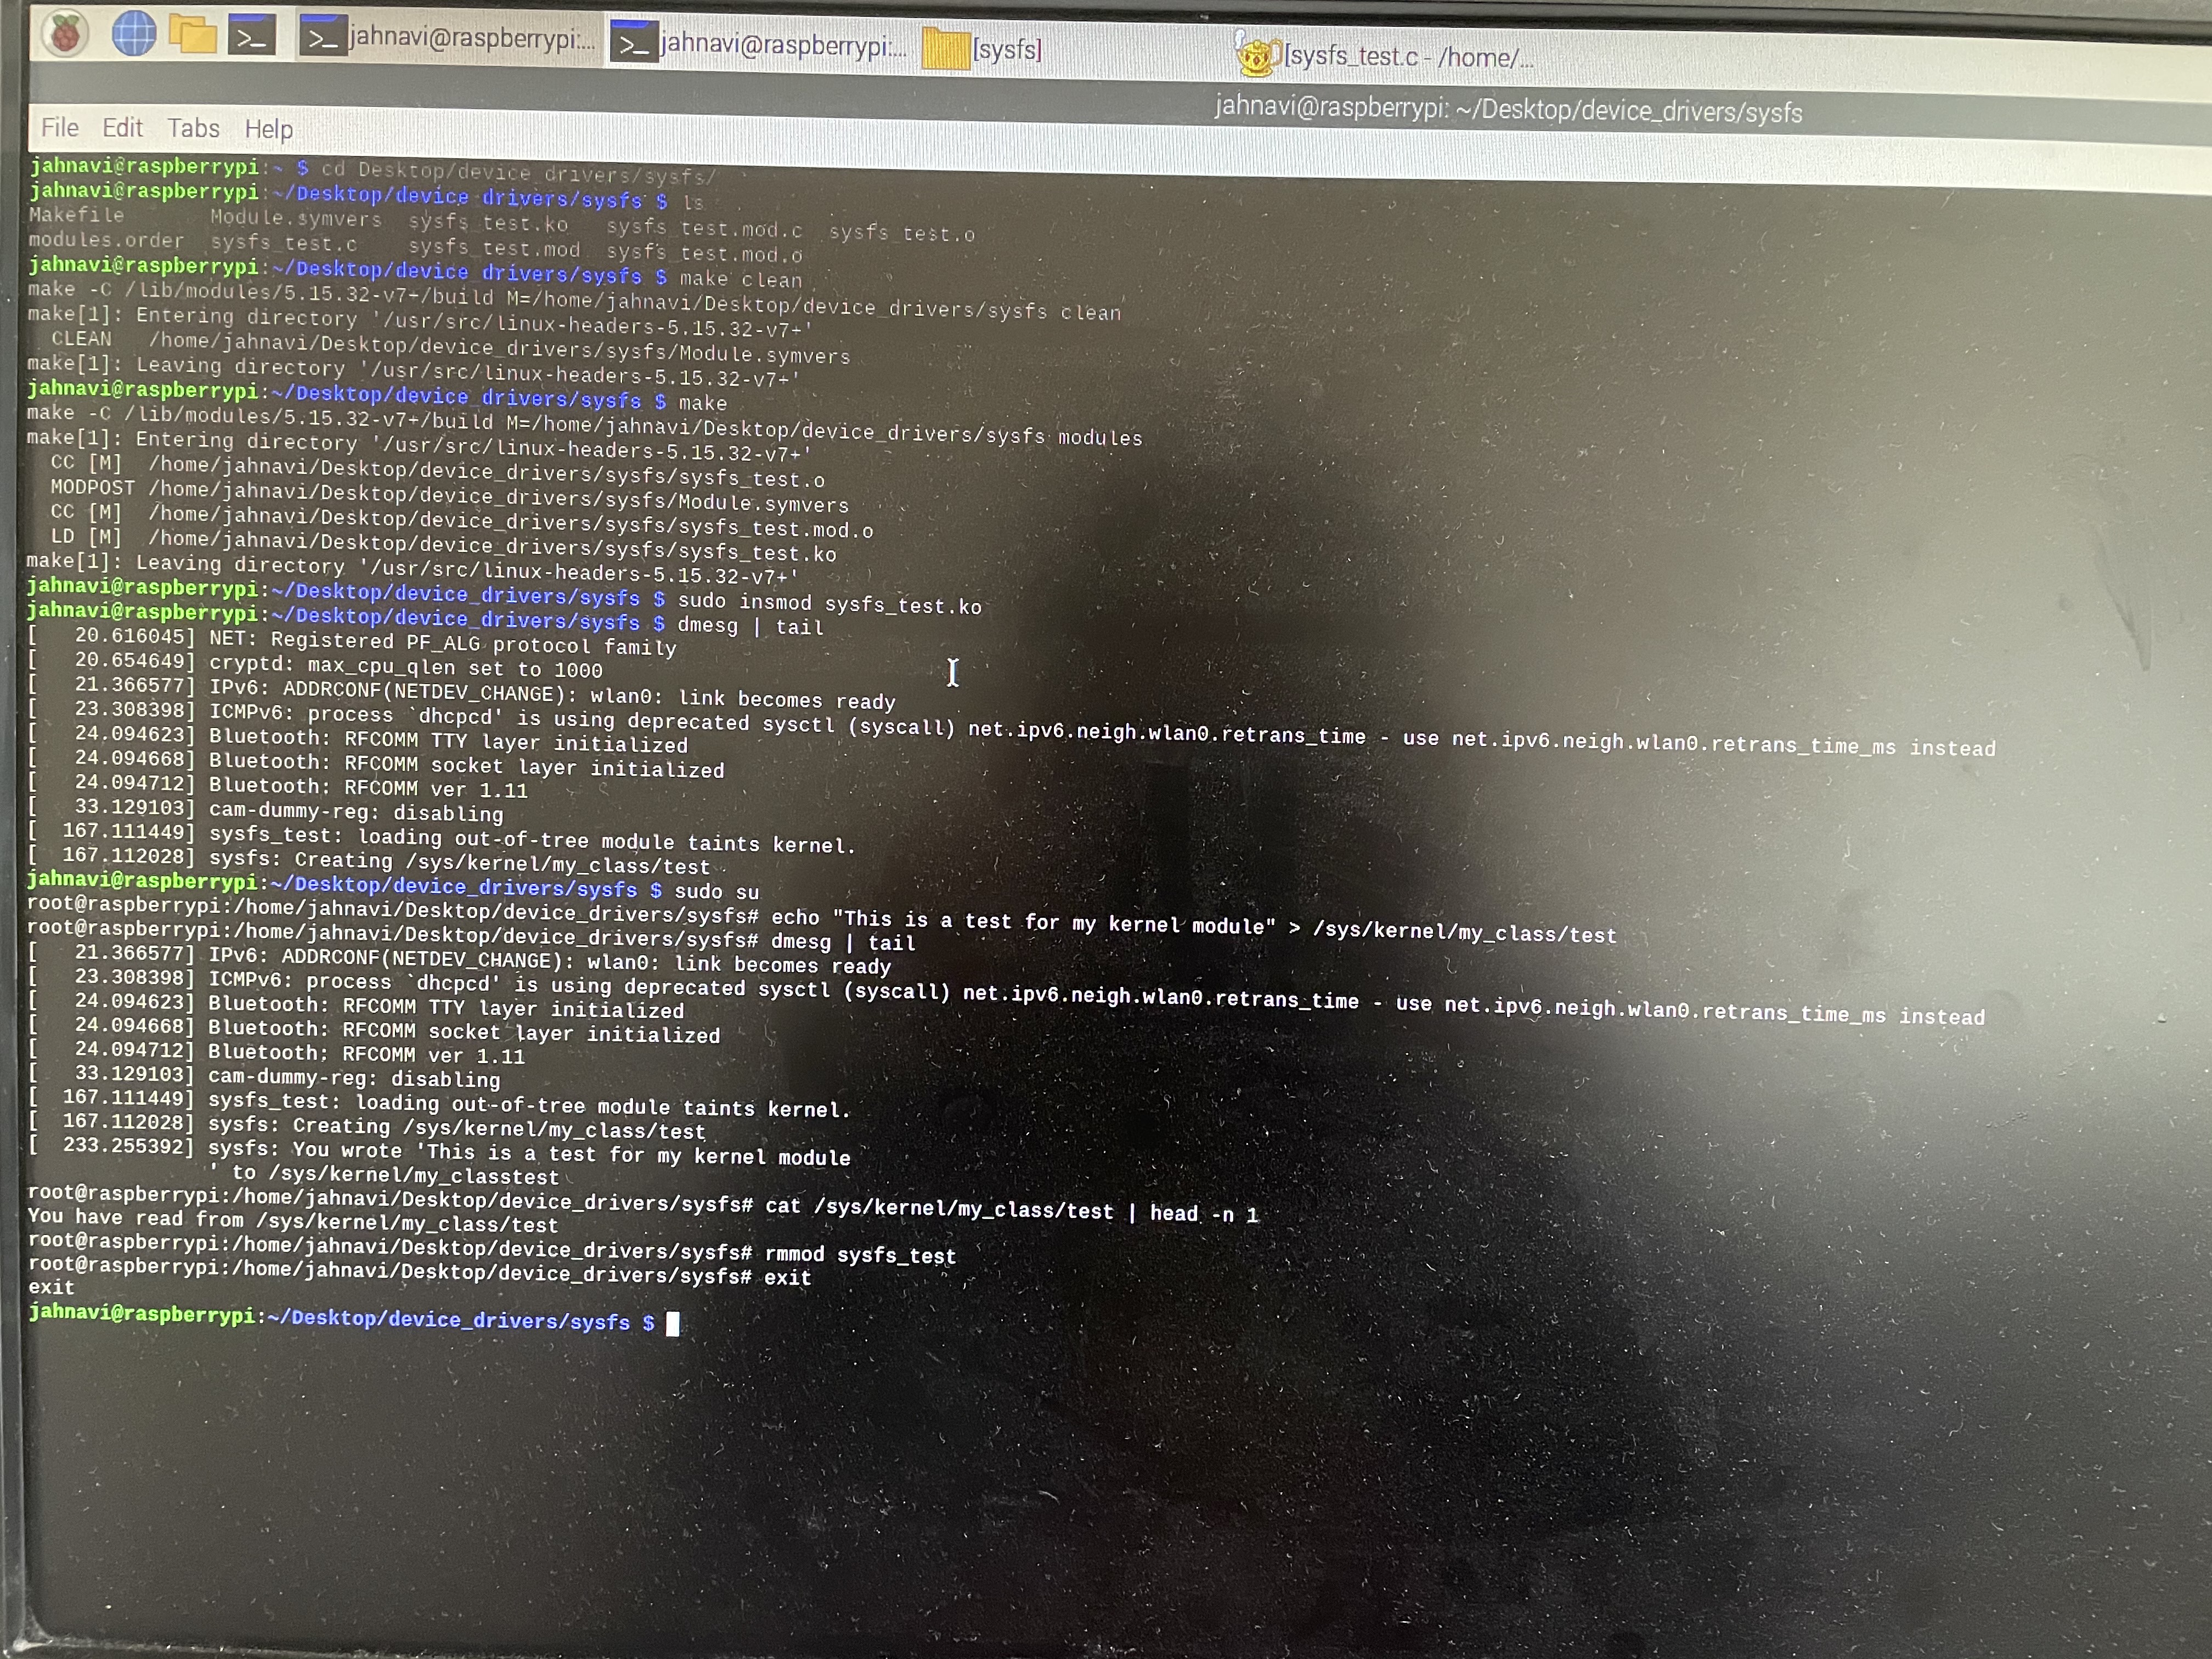 jahnavi@raspberrypi:...
jahnavi@raspberrypi:...
[sysfs]
[sysfs_test.c - /home/...
jahnavi@raspberrypi: ~/Desktop/device_drivers/sysfs
File Edit Tabs Help
jahnavi@raspberrypi:~ $ cd Desktop/device_drivers/sysfs/
jahnavi@raspberrypi:~/Desktop/device_drivers/sysfs $ ls
Makefile Module.symvers sysfs_test.ko sysfs_test.mod.c sysfs_test.o
modules.order sysfs_test.c sysfs_test.mod sysfs_test.mod.o
jahnavi@raspberrypi:~/Desktop/device_drivers/sysfs $ make clean
make -C /lib/modules/5.15.32-v7+/build M=/home/jahnavi/Desktop/device_drivers/sysfs clean
make[1]: Entering directory '/usr/src/linux-headers-5.15.32-v7+'
CLEAN /home/jahnavi/Desktop/device_drivers/sysfs/Module.symvers
make[1]: Leaving directory '/usr/src/linux-headers-5.15.32-v7+'
jahnavi@raspberrypi:~/Desktop/device_drivers/sysfs $ make
make -C /lib/modules/5.15.32-v7+/build M=/home/jahnavi/Desktop/device_drivers/sysfs modules
make[1]: Entering directory '/usr/src/linux-headers-5.15.32-v7+'
CC [M] /home/jahnavi/Desktop/device_drivers/sysfs/sysfs_test.o
MODPOST /home/jahnavi/Desktop/device_drivers/sysfs/Module.symvers
CC [M] /home/jahnavi/Desktop/device_drivers/sysfs/sysfs_test.mod.o
LD [M] /home/jahnavi/Desktop/device_drivers/sysfs/sysfs_test.ko
make[1]: Leaving directory '/usr/src/linux-headers-5.15.32-v7+'
jahnavi@raspberrypi:~/Desktop/device_drivers/sysfs $ sudo insmod sysfs_test.ko
jahnavi@raspberrypi:~/Desktop/device_drivers/sysfs $ dmesg | tail
[ 20.616045] NET: Registered PF_ALG protocol family
[ 20.654649] cryptd: max_cpu_qlen set to 1000
[ 21.366577] IPv6: ADDRCONF(NETDEV_CHANGE): wlan0: link becomes ready
[ 23.308398] ICMPv6: process `dhcpcd' is using deprecated sysctl (syscall) net.ipv6.neigh.wlan0.retrans_time - use net.ipv6.neigh.wlan0.retrans_time_ms instead
[ 24.094623] Bluetooth: RFCOMM TTY layer initialized
[ 24.094668] Bluetooth: RFCOMM socket layer initialized
[ 24.094712] Bluetooth: RFCOMM ver 1.11
[ 33.129103] cam-dummy-reg: disabling
[ 167.111449] sysfs_test: loading out-of-tree module taints kernel.
[ 167.112028] sysfs: Creating /sys/kernel/my_class/test
jahnavi@raspberrypi:~/Desktop/device_drivers/sysfs $ sudo su
root@raspberrypi:/home/jahnavi/Desktop/device_drivers/sysfs# echo "This is a test for my kernel module" > /sys/kernel/my_class/test
root@raspberrypi:/home/jahnavi/Desktop/device_drivers/sysfs# dmesg | tail
[ 21.366577] IPv6: ADDRCONF(NETDEV_CHANGE): wlan0: link becomes ready
[ 23.308398] ICMPv6: process `dhcpcd' is using deprecated sysctl (syscall) net.ipv6.neigh.wlan0.retrans_time - use net.ipv6.neigh.wlan0.retrans_time_ms instead
[ 24.094623] Bluetooth: RFCOMM TTY layer initialized
[ 24.094668] Bluetooth: RFCOMM socket layer initialized
[ 24.094712] Bluetooth: RFCOMM ver 1.11
[ 33.129103] cam-dummy-reg: disabling
[ 167.111449] sysfs_test: loading out-of-tree module taints kernel.
[ 167.112028] sysfs: Creating /sys/kernel/my_class/test
[ 233.255392] sysfs: You wrote 'This is a test for my kernel module
' to /sys/kernel/my_classtest
root@raspberrypi:/home/jahnavi/Desktop/device_drivers/sysfs# cat /sys/kernel/my_class/test | head -n 1
You have read from /sys/kernel/my_class/test
root@raspberrypi:/home/jahnavi/Desktop/device_drivers/sysfs# rmmod sysfs_test
root@raspberrypi:/home/jahnavi/Desktop/device_drivers/sysfs# exit
exit
jahnavi@raspberrypi:~/Desktop/device_drivers/sysfs $